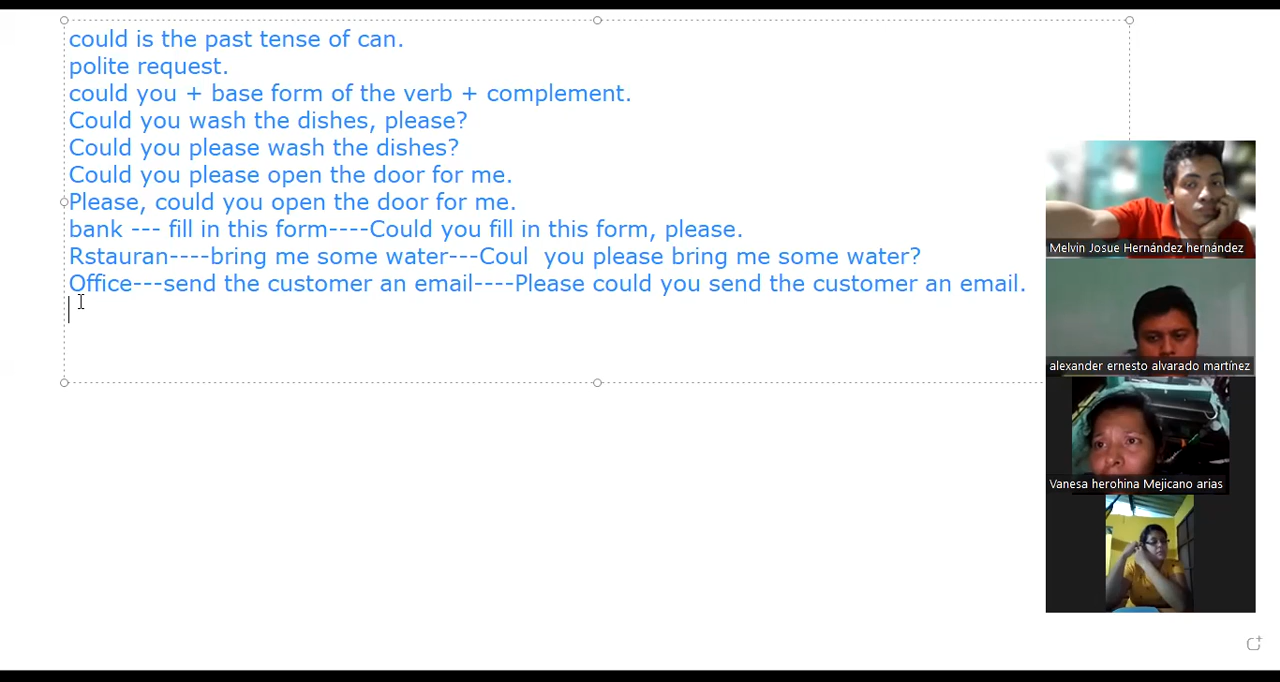 could is the past tense of can.
polite request.
could you + base form of the verb + complement.
Could you wash the dishes, please?
Could you please wash the dishes?
Could you please open the door for me.
Please, could you open the door for me.
bank --- fill in this form----Could you fill in this form, please.
Rstauran----bring me some water---Coul  you please bring me some water?
Office---send the customer an email----Please could you send the customer an email.
Melvin Josue Hernández hernández
alexander ernesto alvarado martínez
Vanesa herohina Mejicano arias